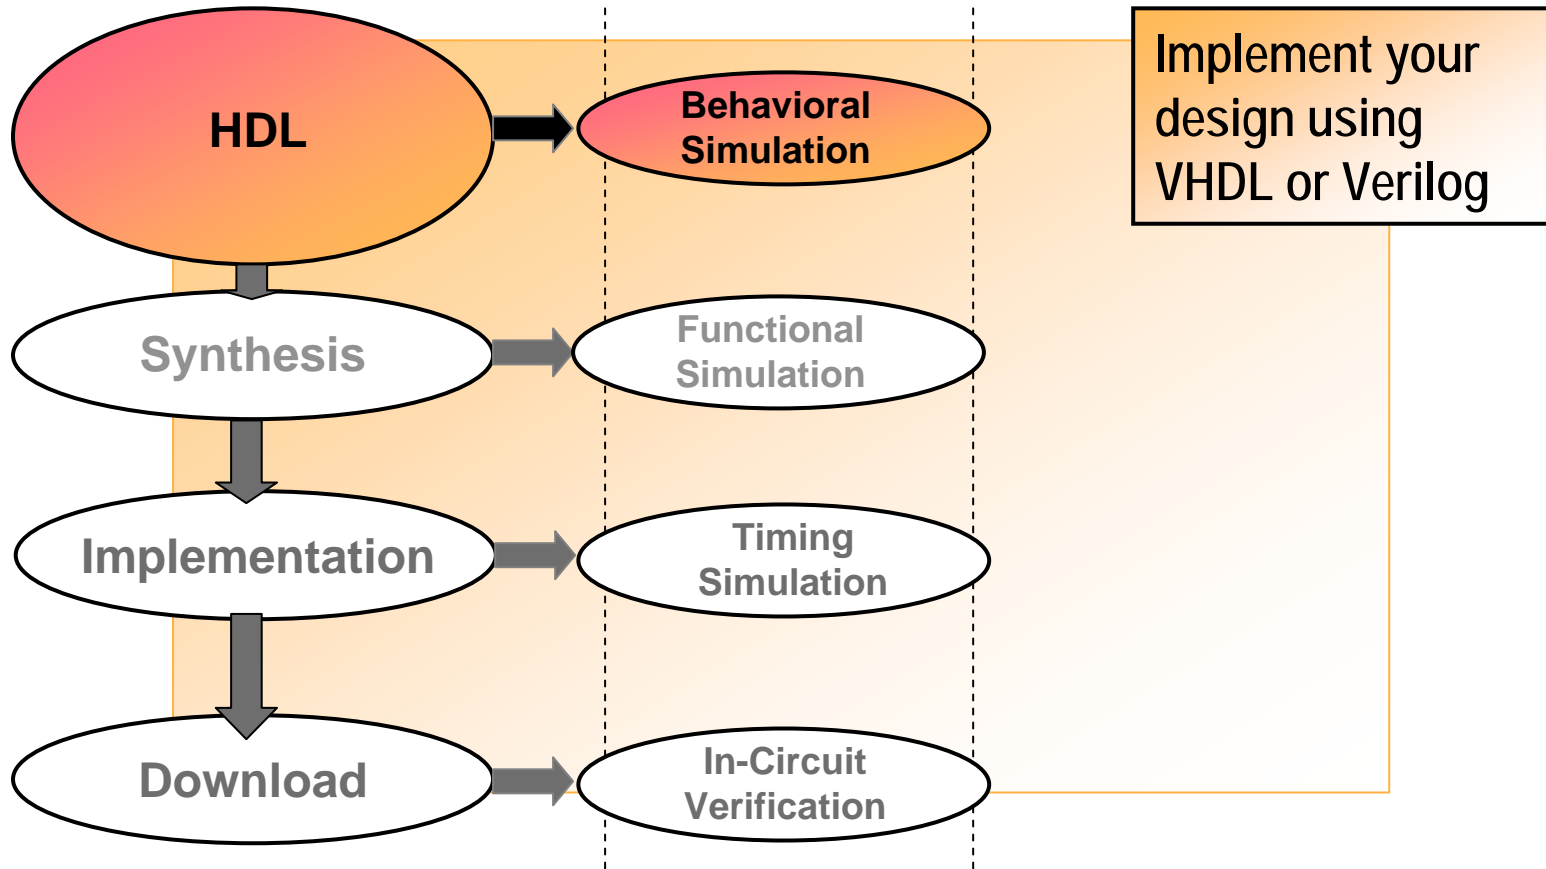 HDL
Behavioral
Simulation
Implement your
design using
VHDL or Verilog
Synthesis
Functional
Simulation
Implementation
Timing
Simulation
Download
In-Circuit
Verification